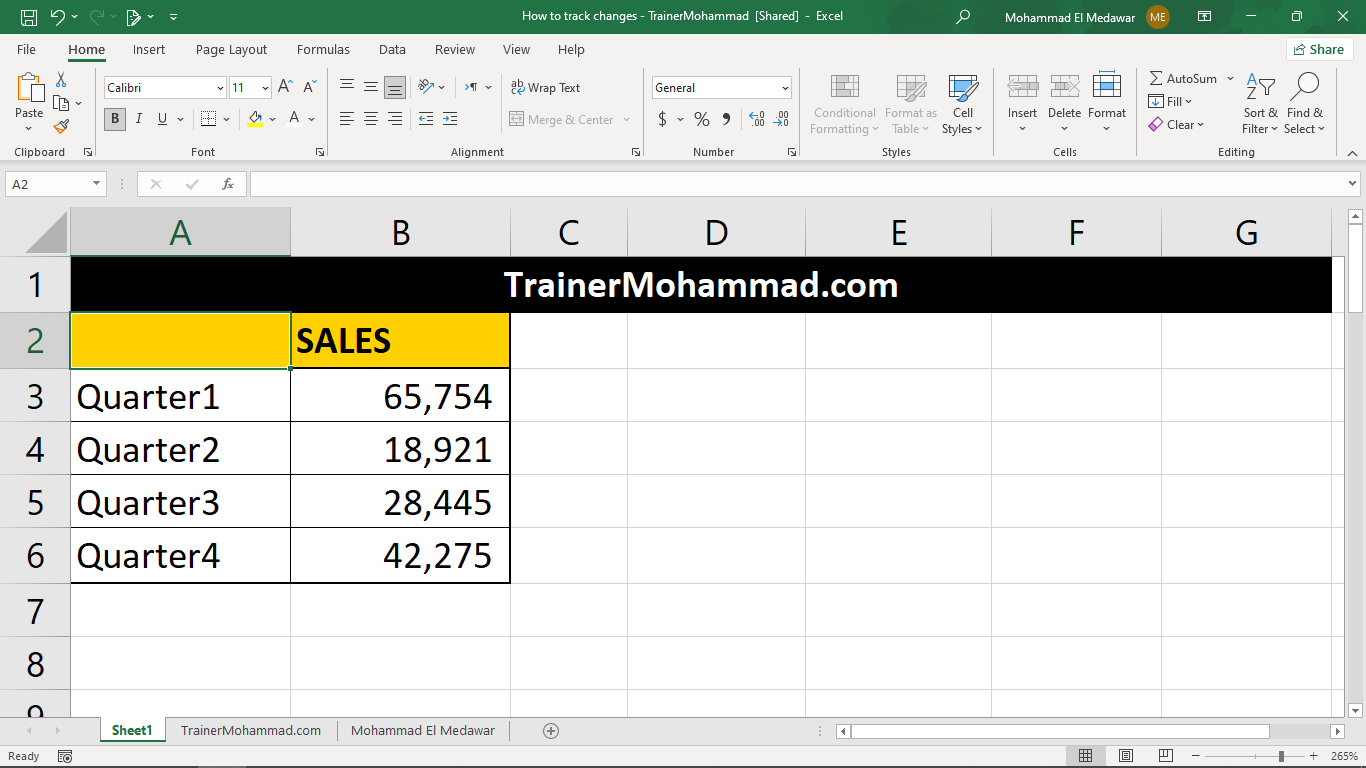 How to track changes - TrainerMohammad [Shared] - Excel
Mohammad El Medawar
ME
File Home Insert Page Layout Formulas Data Review View Help
Share
Calibri 11 A A ab Wrap Text General AutoSum
Paste Conditional Formatting Format as Table Cell Styles Insert Delete Format Fill Sort & Filter Find & Select
B I U A Merge & Center $ % 9 Clear
Clipboard Font Alignment Number Styles Cells Editing
A2 fx
A B C D E F G
1 TrainerMohammad.com
2 SALES
3 Quarter1 65,754
4 Quarter2 18,921
5 Quarter3 28,445
6 Quarter4 42,275
7
8
9
Sheet1 TrainerMohammad.com Mohammad El Medawar
Ready 265%